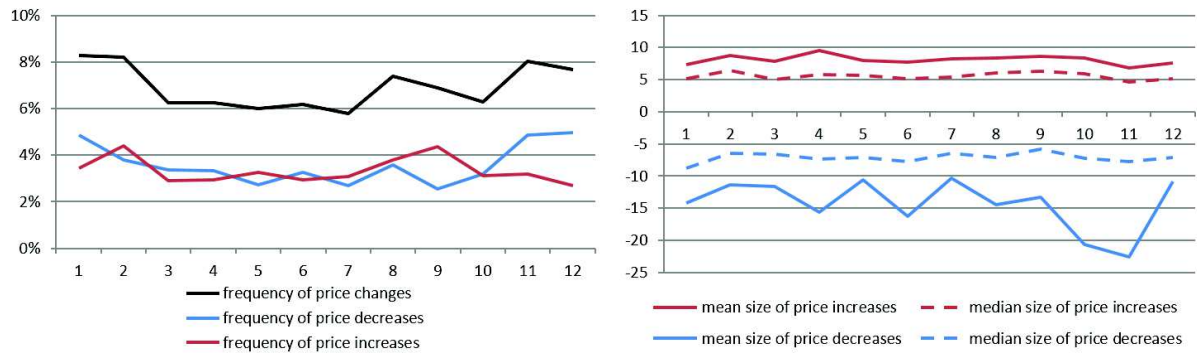 10%
8%
6%
4%
2%
0%
1 2 3 4 5 6 7 8 9 10 11 12
frequency of price changes
frequency of price decreases
frequency of price increases
15
10
5
0
-5
-10
-15
-20
-25
1 2 3 4 5 6 7 8 9 10 11 12
mean size of price increases median size of price increases
mean size of price decreases median size of price decreases